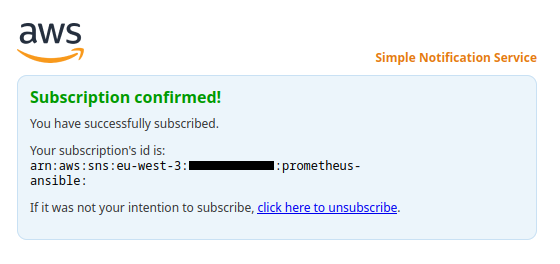 aws
Simple Notification Service
Subscription confirmed!
You have successfully subscribed.
Your subscription's id is:
arn:aws:sns:eu-west-3: :prometheus-
ansible:
If it was not your intention to subscribe, click here to unsubscribe.